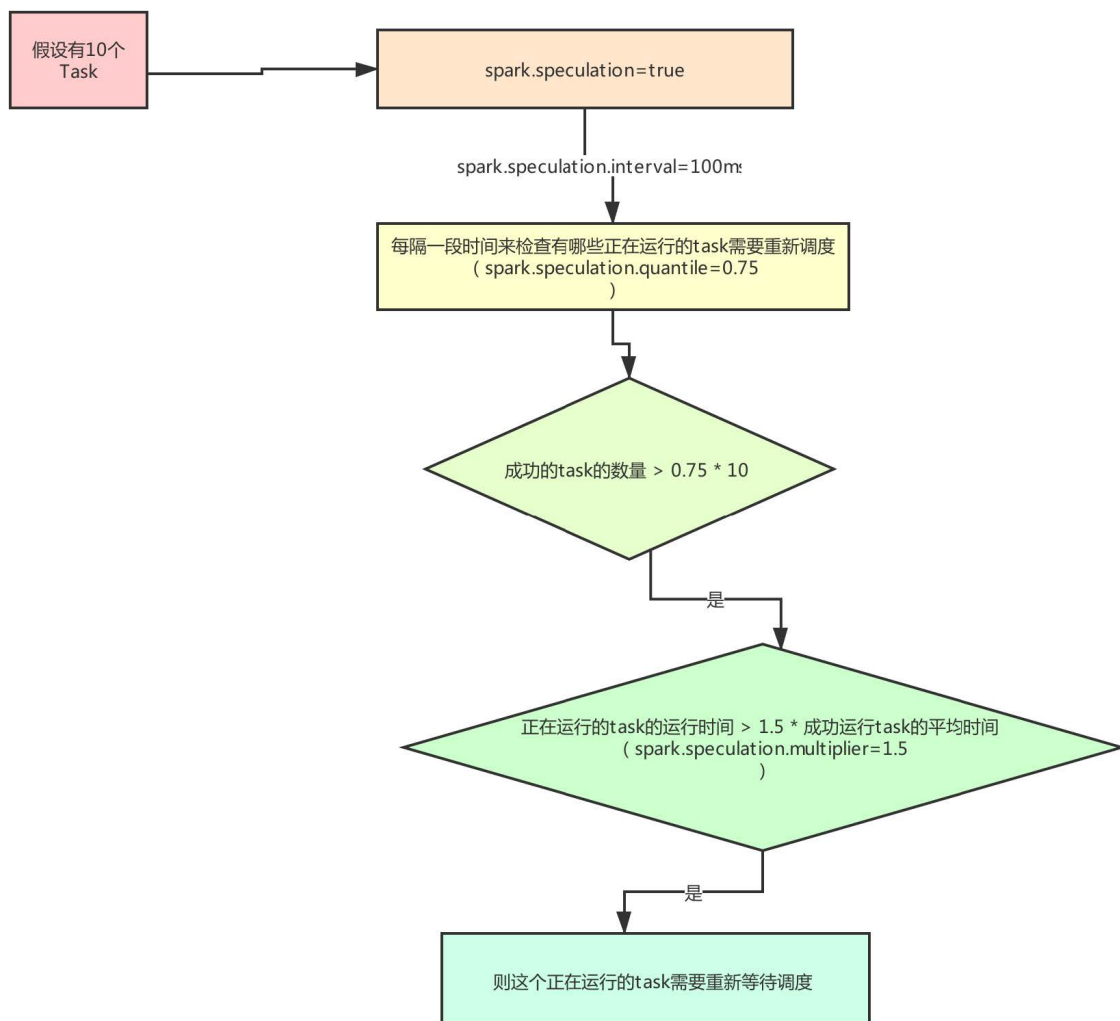 假设有10个
Task
spark.speculation=true
spark.speculation.interval=100ms
每隔一段时间来检查有哪些正在运行的task需要重新调度
（ spark.speculation.quantile=0.75
）
成功的task的数量 > 0.75 * 10
是
正在运行的task的运行时间 > 1.5 * 成功运行task的平均时间
（ spark.speculation.multiplier=1.5
）
是
则这个正在运行的task需要重新等待调度